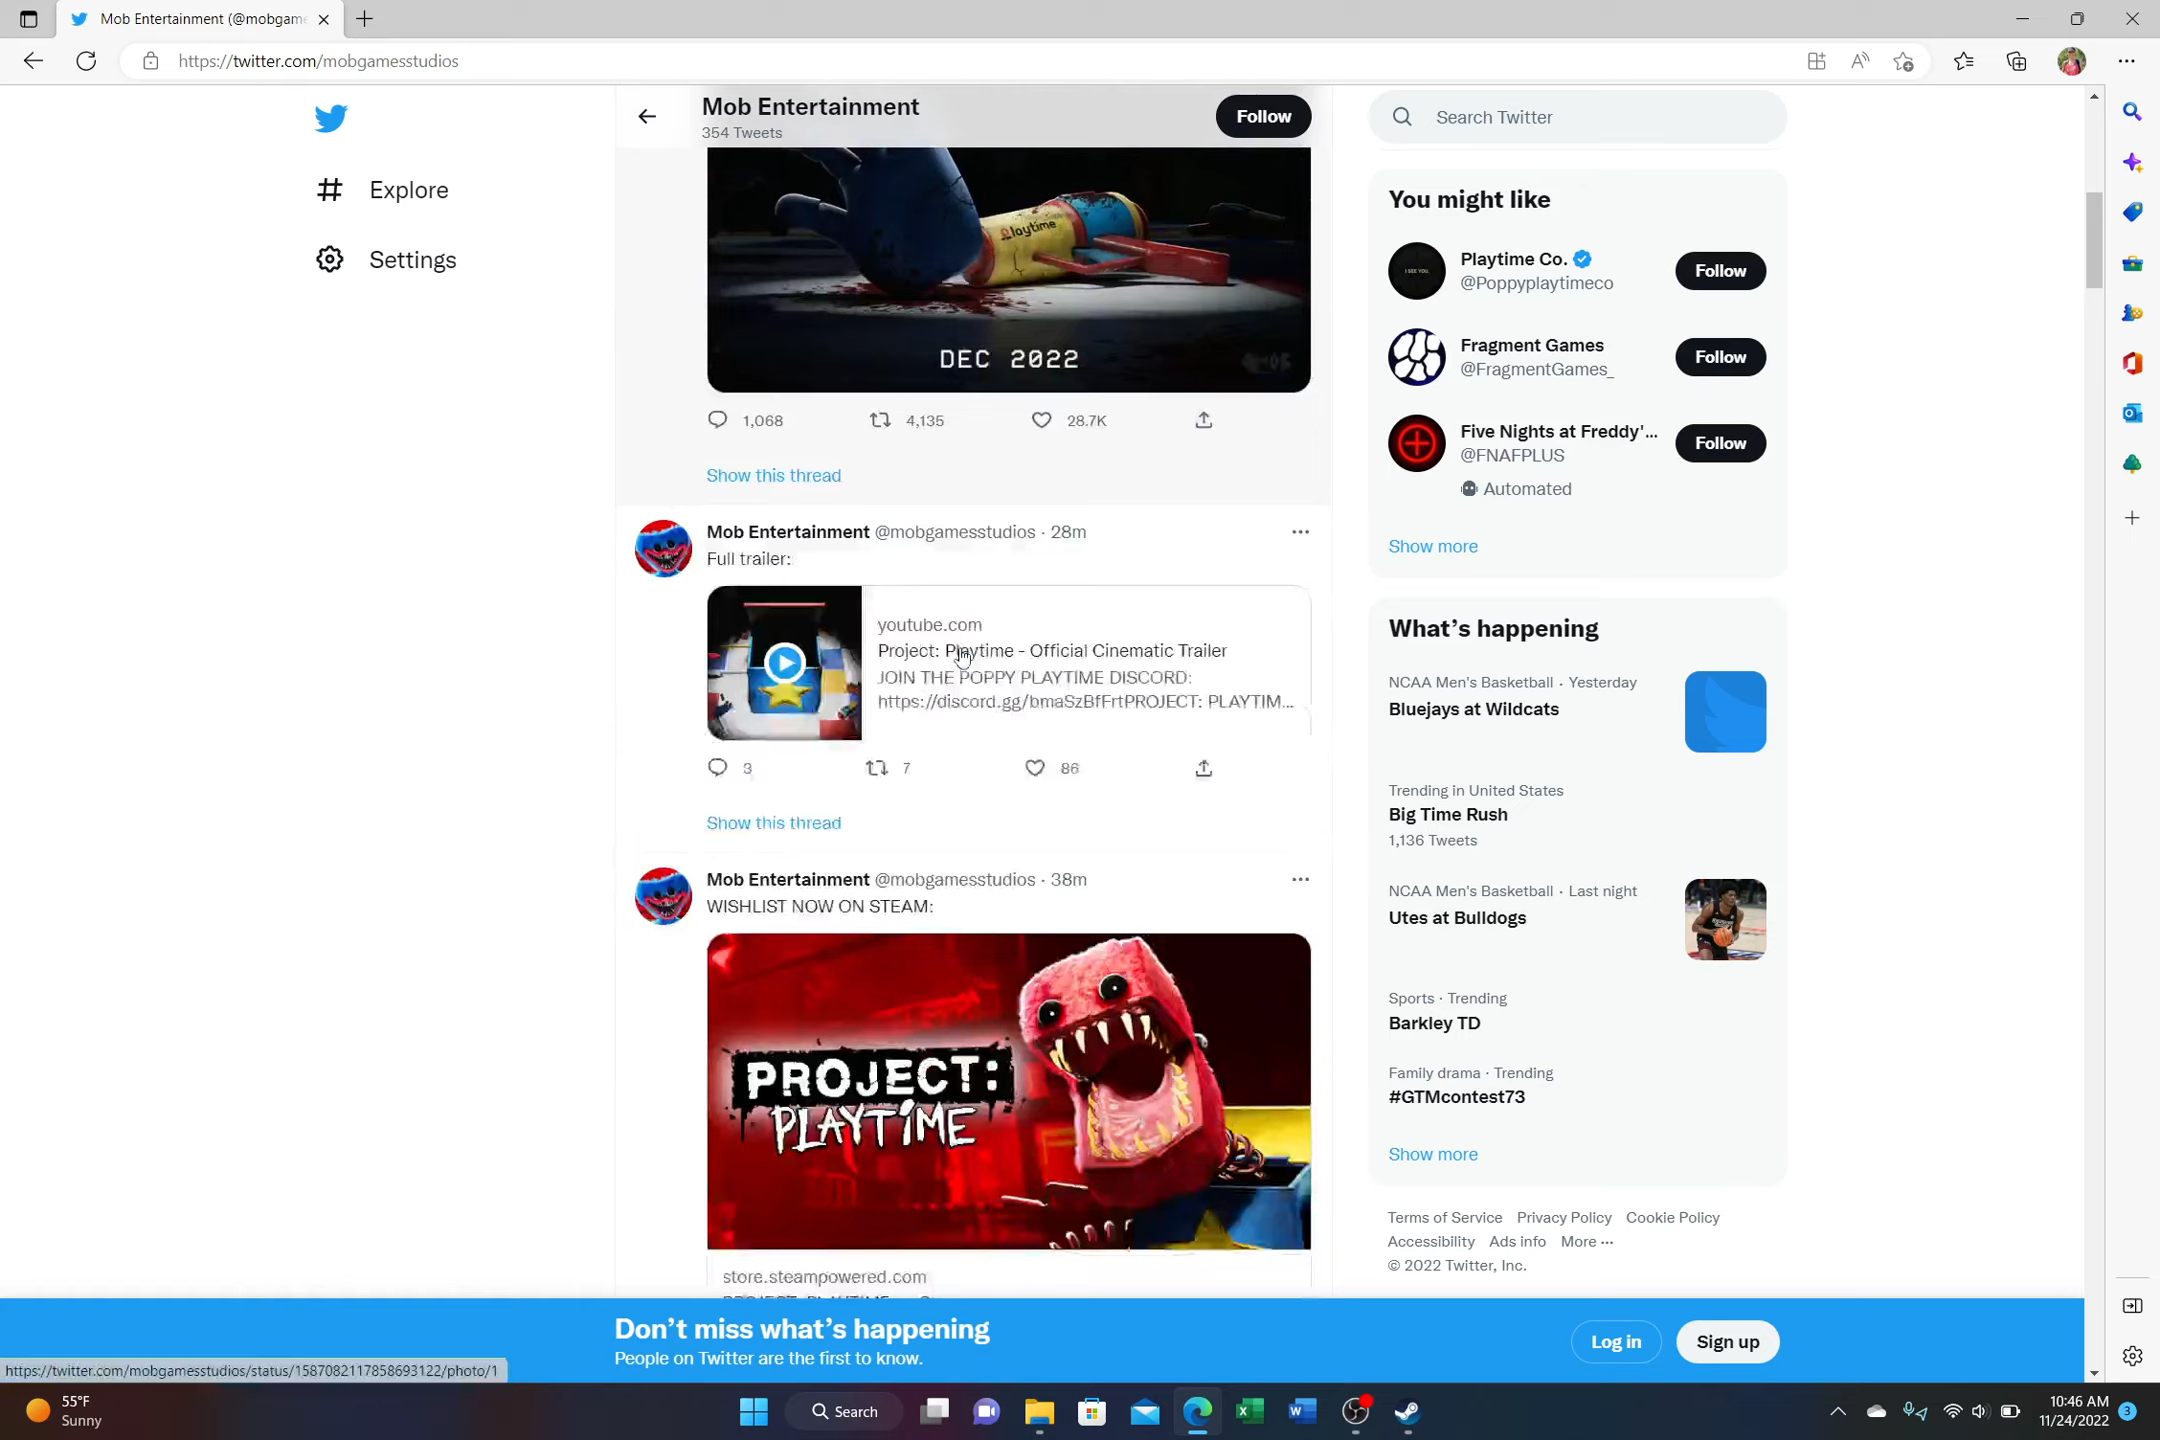 Mob Entertainment (@mobgame
https://twitter.com/mobgamesstudios
Explore
Settings
Mob Entertainment
354 Tweets
Follow
Playtime
DEC 2022
1,068
4,135
28.7K
Show this thread
Mob Entertainment @mobgamesstudios · 28m
Full trailer:
youtube.com
Project: Playtime - Official Cinematic Trailer
JOIN THE POPPY PLAYTIME DISCORD:
https://discord.gg/bmaSzBfFrtPROJECT: PLAYTIM...
3
7
86
Show this thread
Mob Entertainment @mobgamesstudios · 38m
WISHLIST NOW ON STEAM:
PROJECT:
PLAYTIME
store.steampowered.com
Search Twitter
You might like
Playtime Co.
@Poppyplaytimeco
Follow
Fragment Games
@FragmentGames_
Follow
Five Nights at Freddy'...
@FNAFPLUS
Follow
Automated
Show more
What's happening
NCAA Men's Basketball · Yesterday
Bluejays at Wildcats
Trending in United States
Big Time Rush
1,136 Tweets
NCAA Men's Basketball · Last night
Utes at Bulldogs
Sports · Trending
Barkley TD
Family drama · Trending
#GTMcontest73
Show more
Terms of Service Privacy Policy Cookie Policy
Accessibility Ads info More ···
© 2022 Twitter, Inc.
Don't miss what's happening
People on Twitter are the first to know.
Log in
Sign up
https://twitter.com/mobgamesstudios/status/1587082117858693122/photo/1
55°F
Sunny
Search
10:46 AM
11/24/2022
3